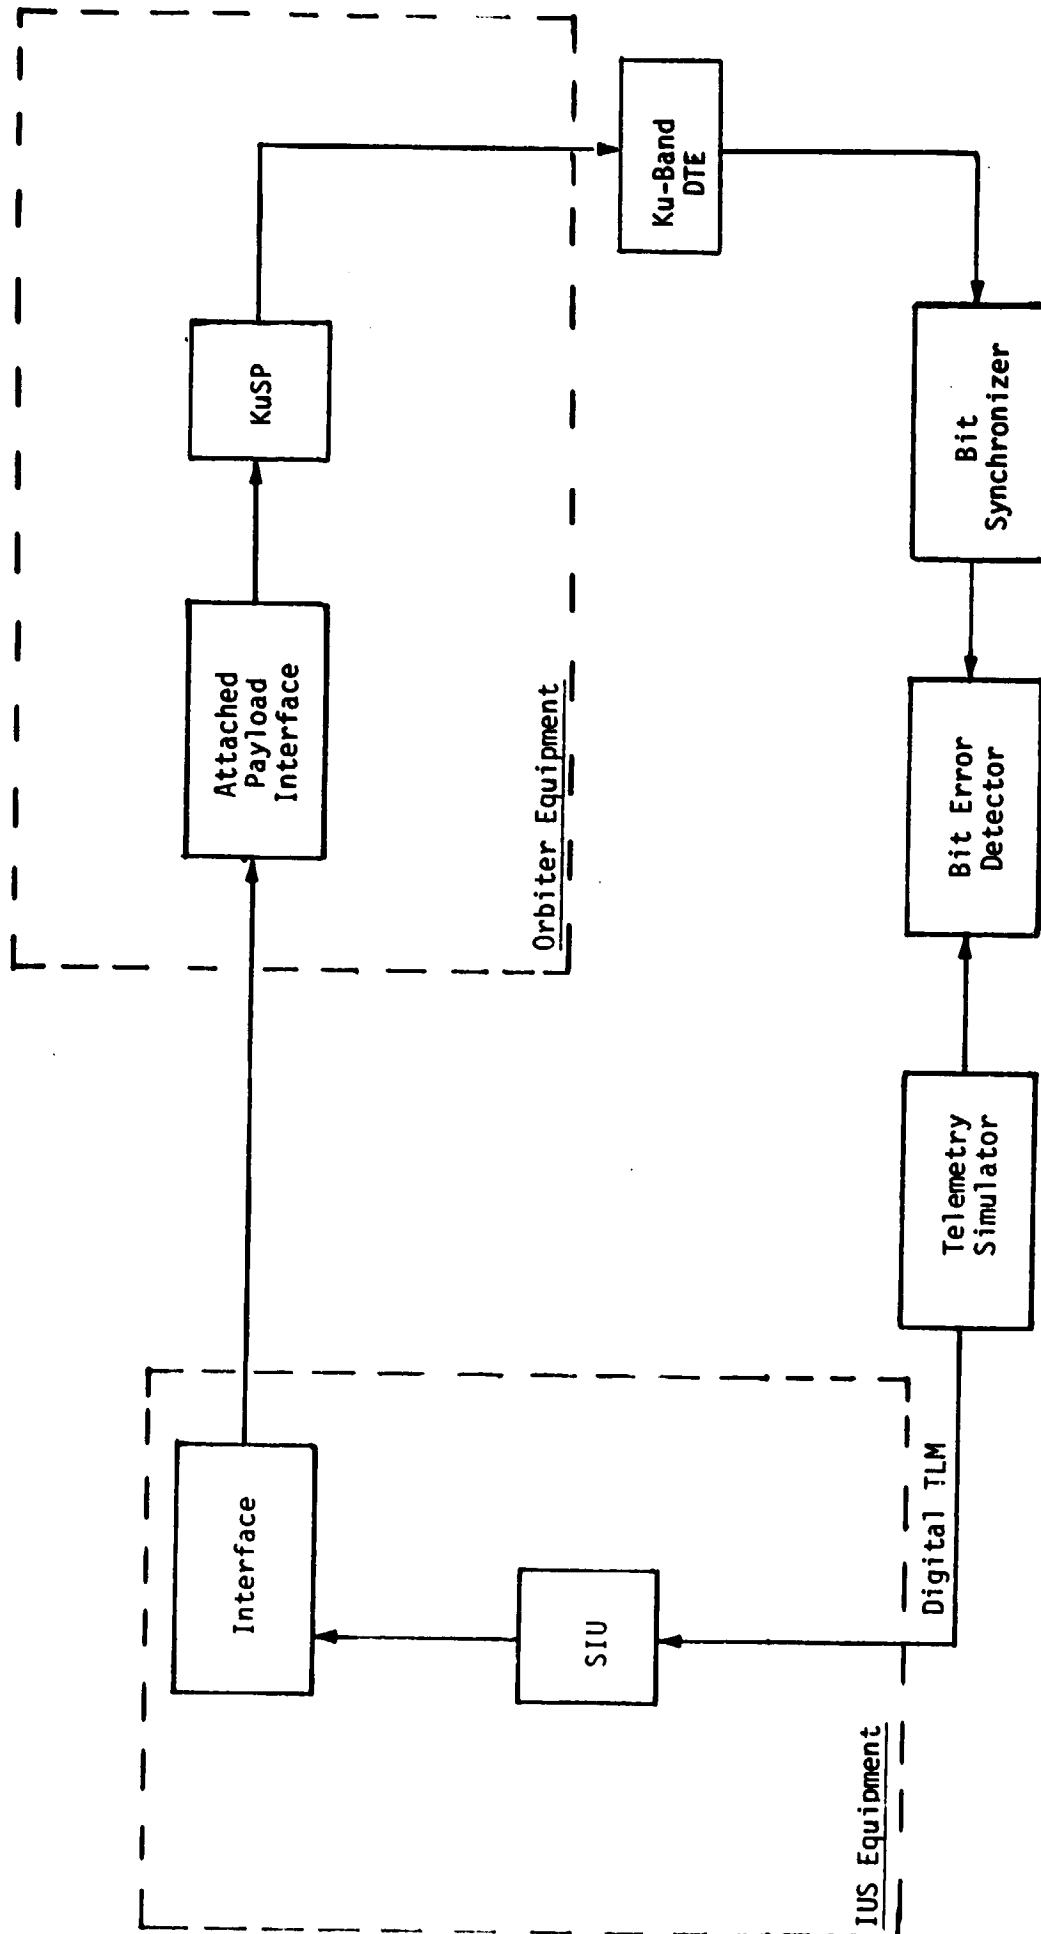 Interface
Attached
Payload
Interface
KuSP
Ku-Band
DTE
SIU
Orbiter Equipment
IUS Equipment
Digital TLM
Telemetry
Simulator
Bit Error
Detector
Bit
Synchronizer